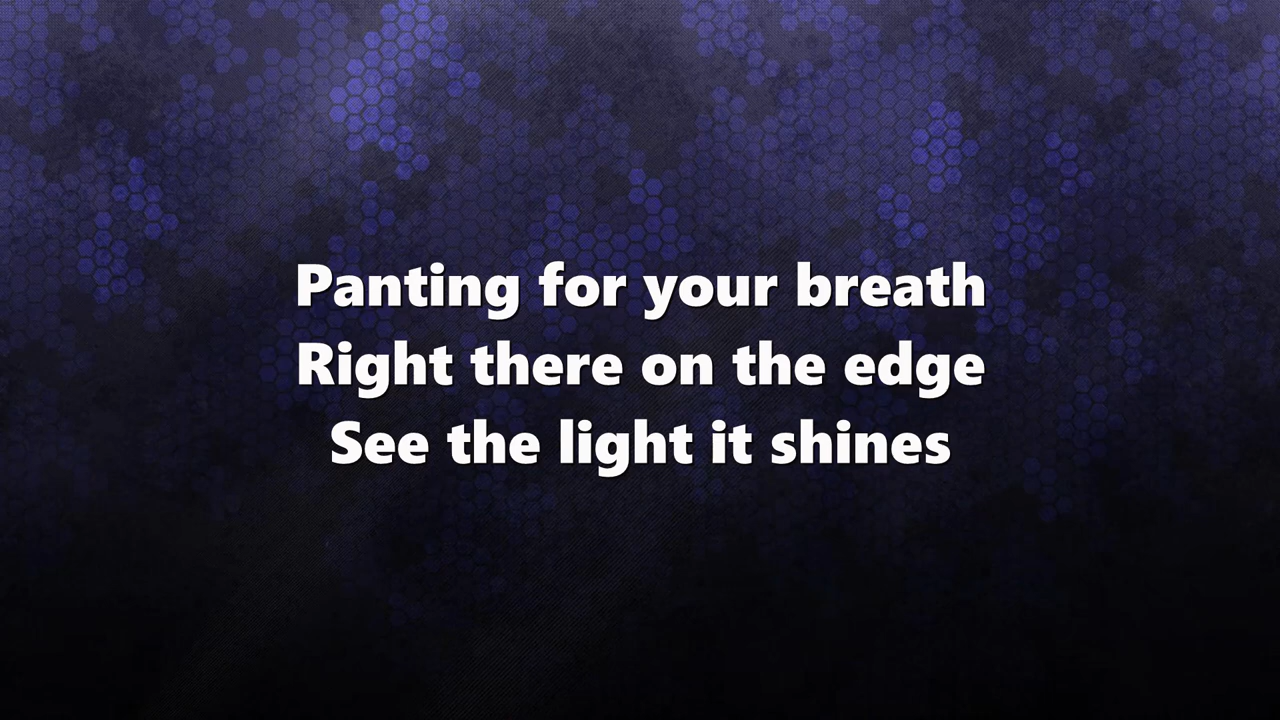 Panting for your breath
Right there on the edge
See the light it shines